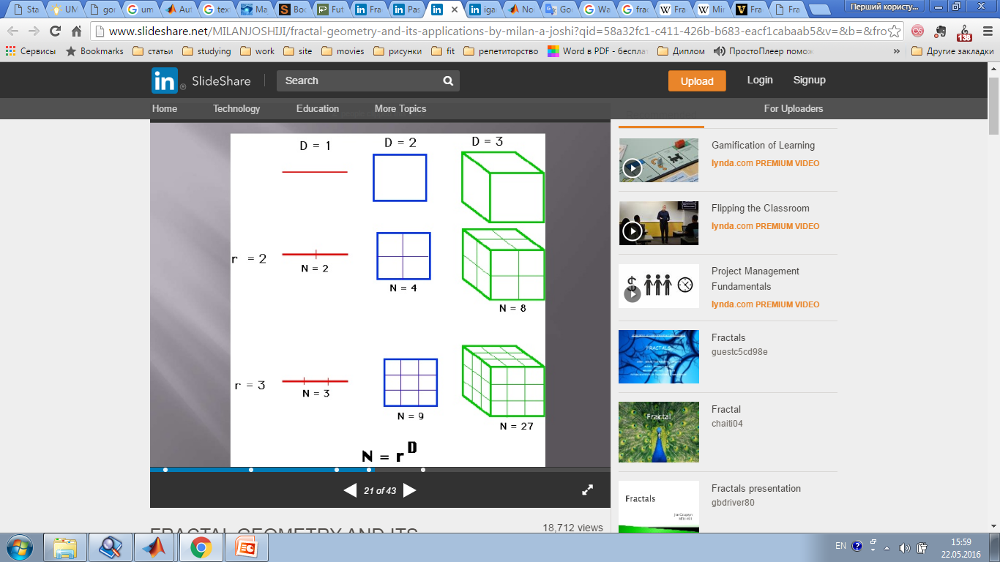 Sta
gor
UM
Aut
text
Ma
Boc
Fut
Fra
Pas
iga
No
Goo
Wa
frac
Fra
Mir
Fra
Fra
Перший користу...
www.slideshare.net/MILANJOSHIJI/fractal-geometry-and-its-applications-by-milan-a-joshi?qid=58a32fc1-c411-426b-b683-eacf1cabaab5&v=&b=&fro
138
Сервисы Bookmarks статьи studying work site movies рисунки fit репетиторство Word в PDF - беспла Диплом ПростоПлеер помож » Другие закладки
in SlideShare Search Upload Login Signup
Home Technology Education More Topics For Uploaders
D = 1 D = 2 D = 3
r = 2
N = 2
N = 4
N = 8
r = 3
N = 3
N = 9
N = 27
N = r^D
21 of 43
FRACTAL GEOMETRY AND ITS
18,712 views
Gamification of Learning
lynda.com PREMIUM VIDEO
Flipping the Classroom
lynda.com PREMIUM VIDEO
Project Management
Fundamentals
lynda.com PREMIUM VIDEO
FRACTALS
Fractals
guestc5cd98e
Fractal
Fractal
chaiti04
Fractals
Fractals presentation
gbdriver80
EN
15:59
22.05.2016